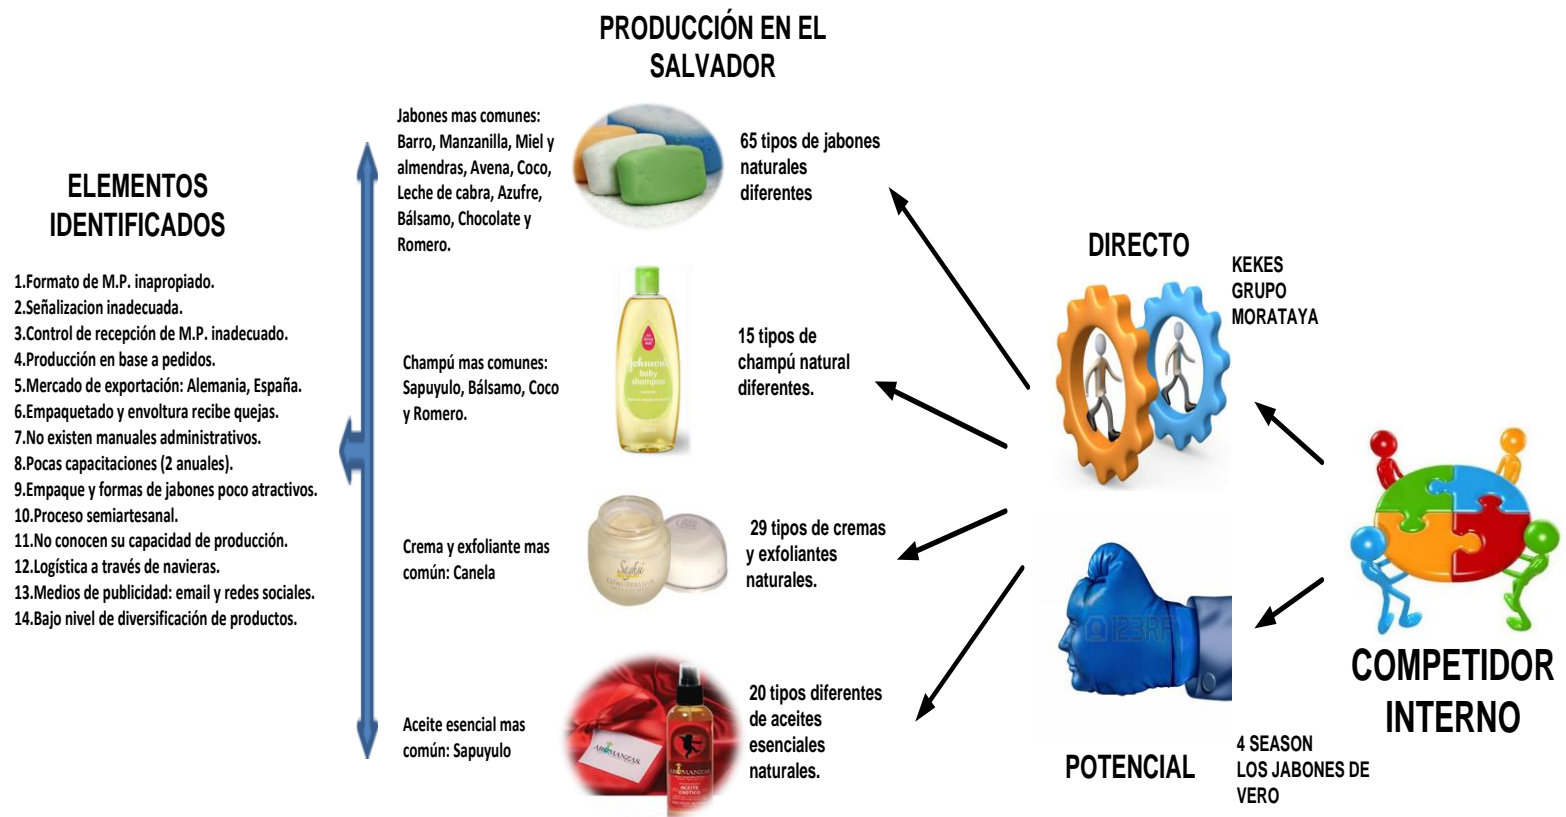 PRODUCCIÓN EN EL
SALVADOR
ELEMENTOS
IDENTIFICADOS
1.Formato de M.P. inapropiado.
2.Señalizacion inadecuada.
3.Control de recepción de M.P. inadecuado.
4.Producción en base a pedidos.
5.Mercado de exportación: Alemania, España.
6.Empaquetado y envoltura recibe quejas.
7.No existen manuales administrativos.
8.Pocas capacitaciones (2 anuales).
9.Empaque y formas de jabones poco atractivos.
10.Proceso semiartesanal.
11.No conocen su capacidad de producción.
12.Logística a través de navieras.
13.Medios de publicidad: email y redes sociales.
14.Bajo nivel de diversificación de productos.
Jabones mas comunes:
Barro, Manzanilla, Miel y
almendras, Avena, Coco,
Leche de cabra, Azufre,
Bálsamo, Chocolate y
Romero.
65 tipos de jabones
naturales
diferentes
Champú mas comunes:
Sapuyulo, Bálsamo, Coco
y Romero.
Johnson's
baby
shampoo
15 tipos de
champú natural
diferentes.
Crema y exfoliante mas
común: Canela
29 tipos de cremas
y exfoliantes
naturales.
Aceite esencial mas
común: Sapuyulo
AROMANZAS
AROMANZAS
ACEITE
EXOTICO
20 tipos diferentes
de aceites
esenciales
naturales.
DIRECTO
KEKES
GRUPO
MORATAYA
123RF
POTENCIAL
4 SEASON
LOS JABONES DE
VERO
COMPETIDOR
INTERNO